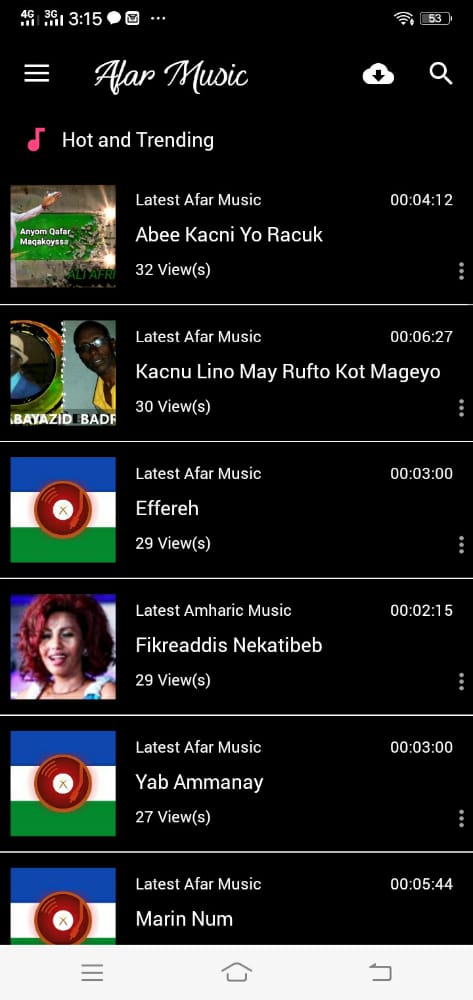 4G 3G 3:15 53
Afar Music
Hot and Trending
Latest Afar Music 00:04:12
Anyom Qafar
Maqakoyssa
Abee Kacni Yo Racuk
ALI AFRI
32 View(s)
Latest Afar Music 00:06:27
Kacnu Lino May Rufto Kot Mageyo
BAYAZID BADR
30 View(s)
Latest Afar Music 00:03:00
Effereh
29 View(s)
Latest Amharic Music 00:02:15
Fikreaddis Nekatibeb
29 View(s)
Latest Afar Music 00:03:00
Yab Ammanay
27 View(s)
Latest Afar Music 00:05:44
Marin Num